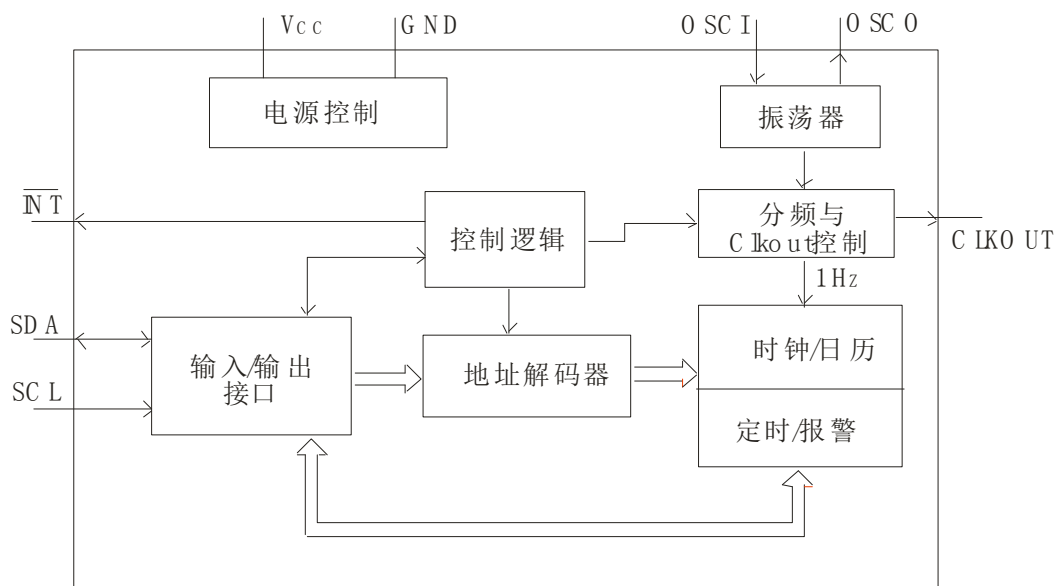 Vcc
GND
OSCI
OSCO
电源控制
振荡器
INT
控制逻辑
分频与
Clkout控制
CLKOUT
1Hz
SDA
SCL
输入/输出
接口
地址解码器
时钟/日历
定时/报警